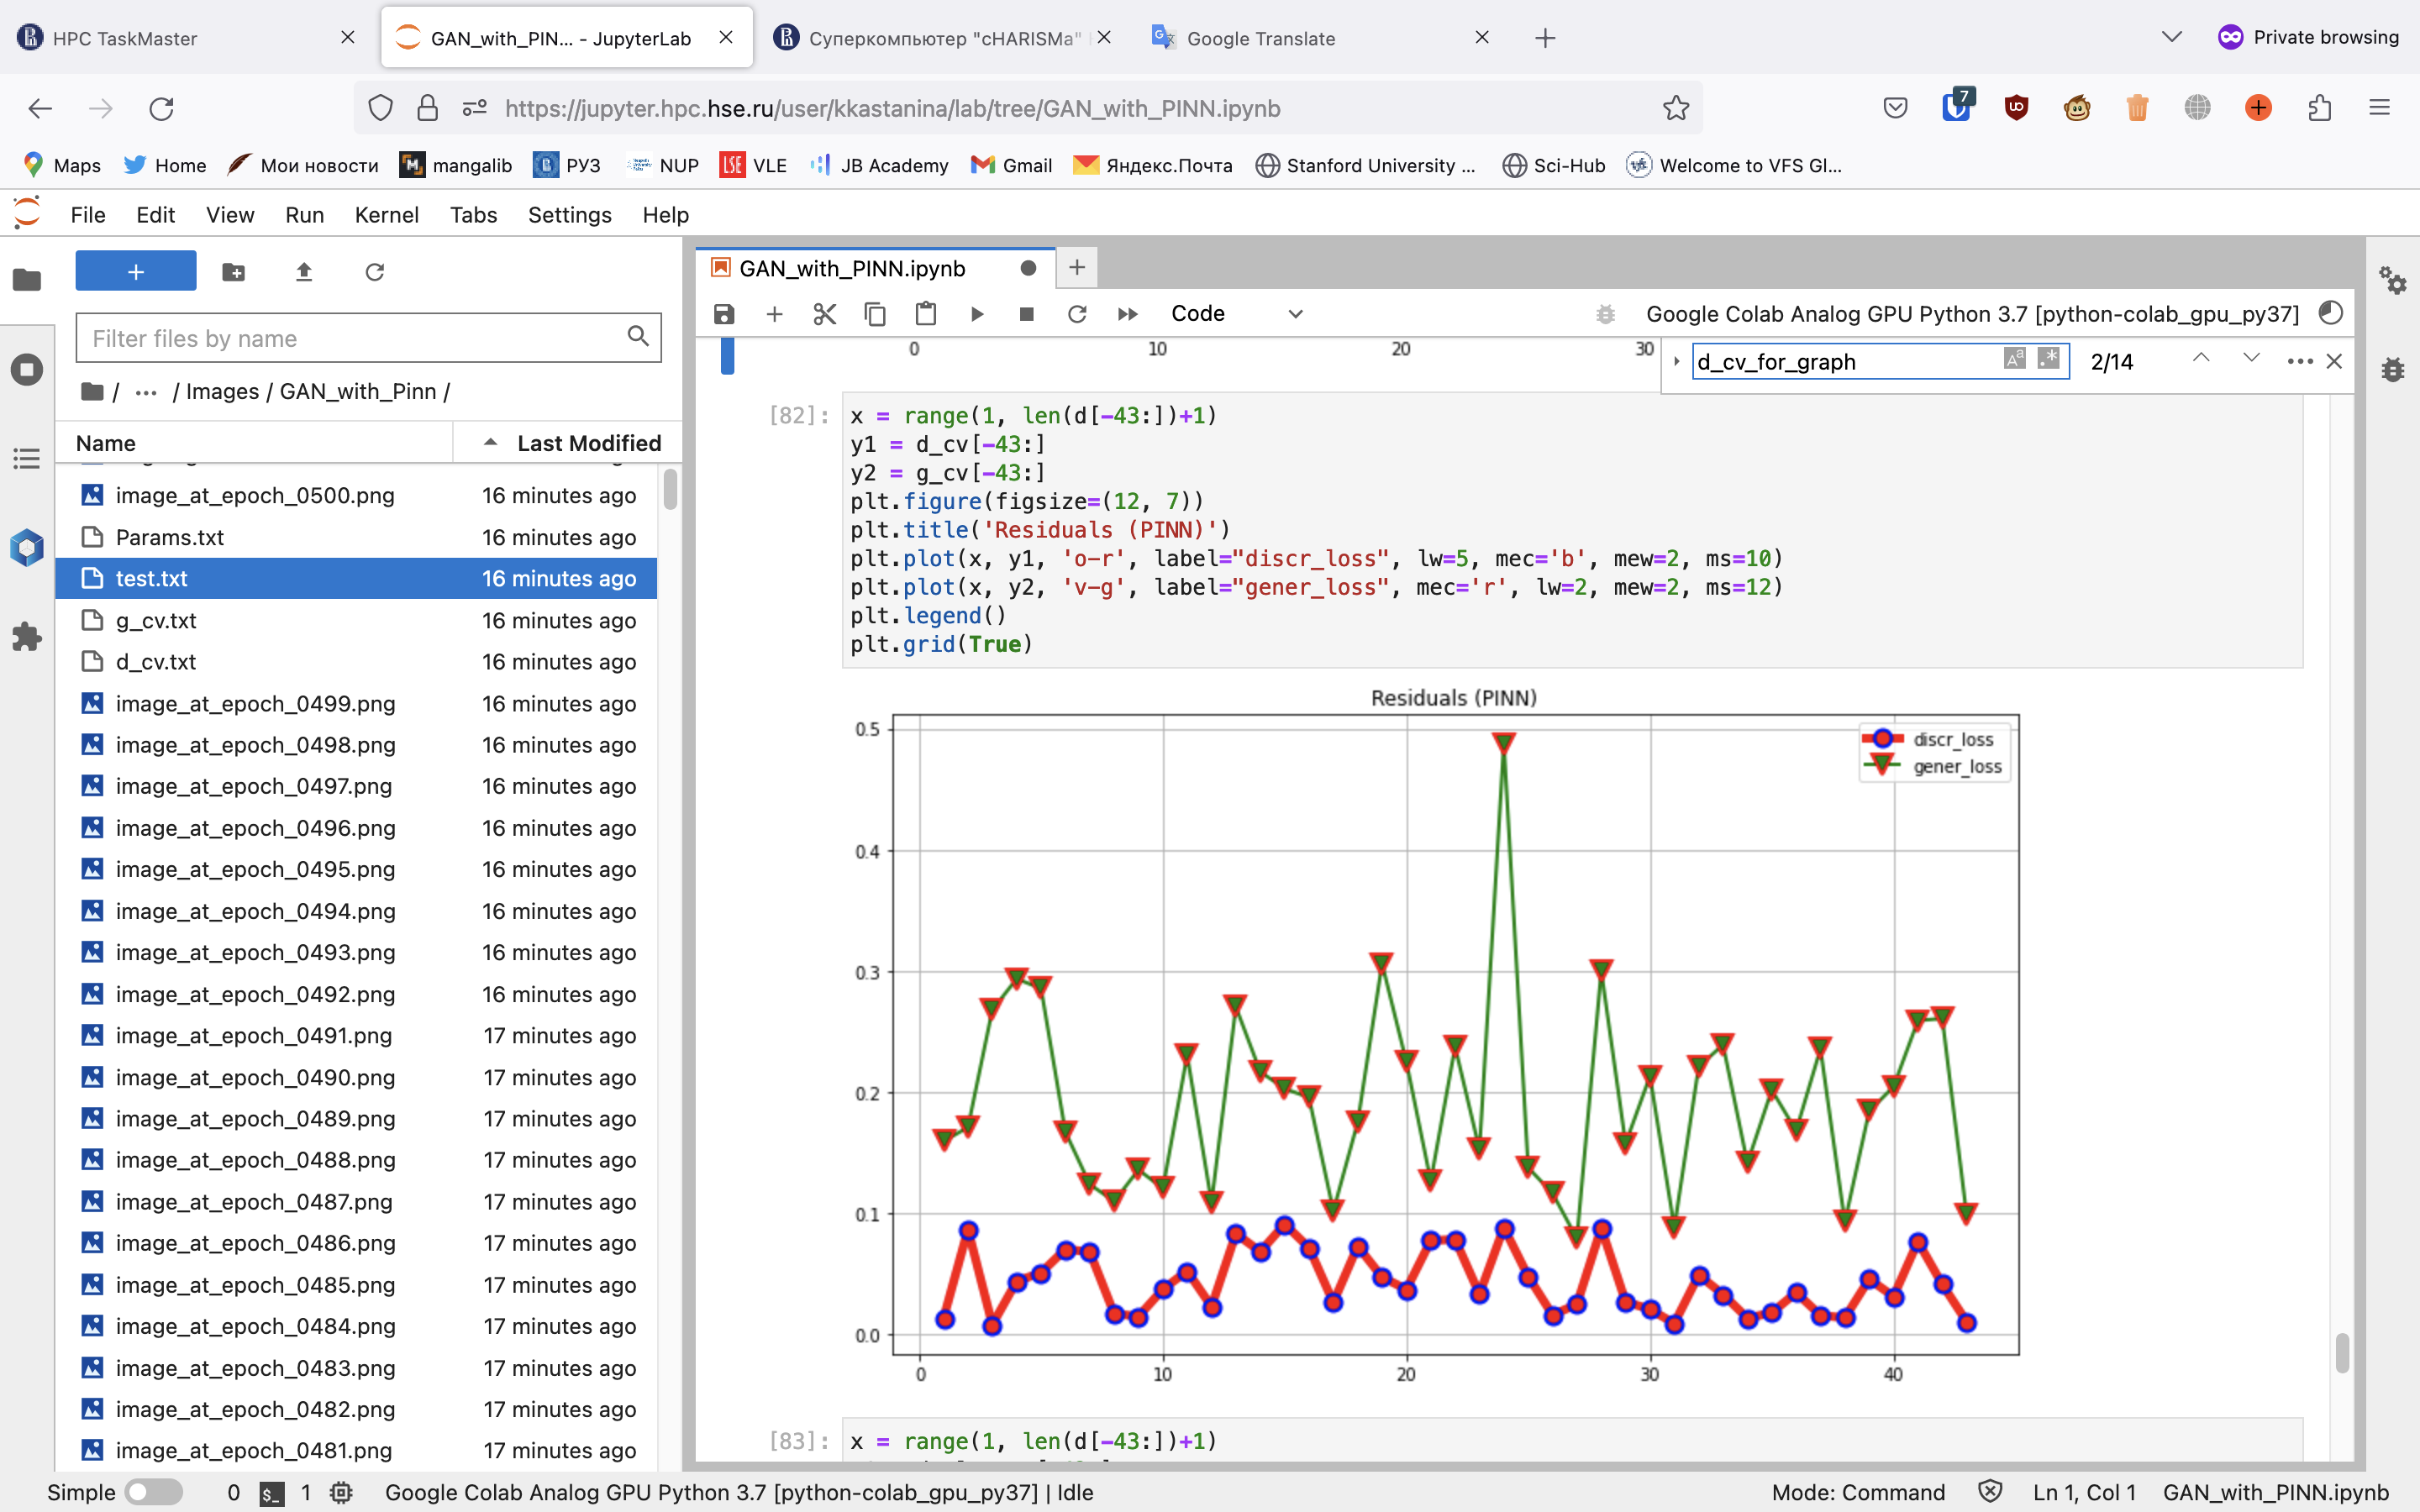 HPC TaskMaster
GAN_with_PIN... - JupyterLab
Суперкомпьютер "cHARISMa"
Google Translate
Private browsing
https://jupyter.hpc.hse.ru/user/kkastanina/lab/tree/GAN_with_PINN.ipynb
7
Maps
Home
Мои новости
mangalib
РУЗ
NUP
LSE
VLE
JB Academy
Gmail
Яндекс.Почта
Stanford University ...
Sci-Hub
Welcome to VFS Gl...
File Edit View Run Kernel Tabs Settings Help
Filter files by name
/ ... / Images / GAN_with_Pinn /
Name Last Modified
image_at_epoch_0500.png 16 minutes ago
Params.txt 16 minutes ago
test.txt 16 minutes ago
g_cv.txt 16 minutes ago
d_cv.txt 16 minutes ago
image_at_epoch_0499.png 16 minutes ago
image_at_epoch_0498.png 16 minutes ago
image_at_epoch_0497.png 16 minutes ago
image_at_epoch_0496.png 16 minutes ago
image_at_epoch_0495.png 16 minutes ago
image_at_epoch_0494.png 16 minutes ago
image_at_epoch_0493.png 16 minutes ago
image_at_epoch_0492.png 16 minutes ago
image_at_epoch_0491.png 17 minutes ago
image_at_epoch_0490.png 17 minutes ago
image_at_epoch_0489.png 17 minutes ago
image_at_epoch_0488.png 17 minutes ago
image_at_epoch_0487.png 17 minutes ago
image_at_epoch_0486.png 17 minutes ago
image_at_epoch_0485.png 17 minutes ago
image_at_epoch_0484.png 17 minutes ago
image_at_epoch_0483.png 17 minutes ago
image_at_epoch_0482.png 17 minutes ago
image_at_epoch_0481.png 17 minutes ago
GAN_with_PINN.ipynb
Code
Google Colab Analog GPU Python 3.7 [python-colab_gpu_py37]
0 10 20 30
d_cv_for_graph
2/14
[82]: x = range(1, len(d[-43:])+1)
y1 = d_cv[-43:]
y2 = g_cv[-43:]
plt.figure(figsize=(12, 7))
plt.title('Residuals (PINN)')
plt.plot(x, y1, 'o-r', label="discr_loss", lw=5, mec='b', mew=2, ms=10)
plt.plot(x, y2, 'v-g', label="gener_loss", mec='r', lw=2, mew=2, ms=12)
plt.legend()
plt.grid(True)
Residuals (PINN)
discr_loss
gener_loss
0.5
0.4
0.3
0.2
0.1
0.0
0 10 20 30 40
[83]: x = range(1, len(d[-43:])+1)
Simple 0 $_ 1 Google Colab Analog GPU Python 3.7 [python-colab_gpu_py37] | Idle
Mode: Command Ln 1, Col 1 GAN_with_PINN.ipynb